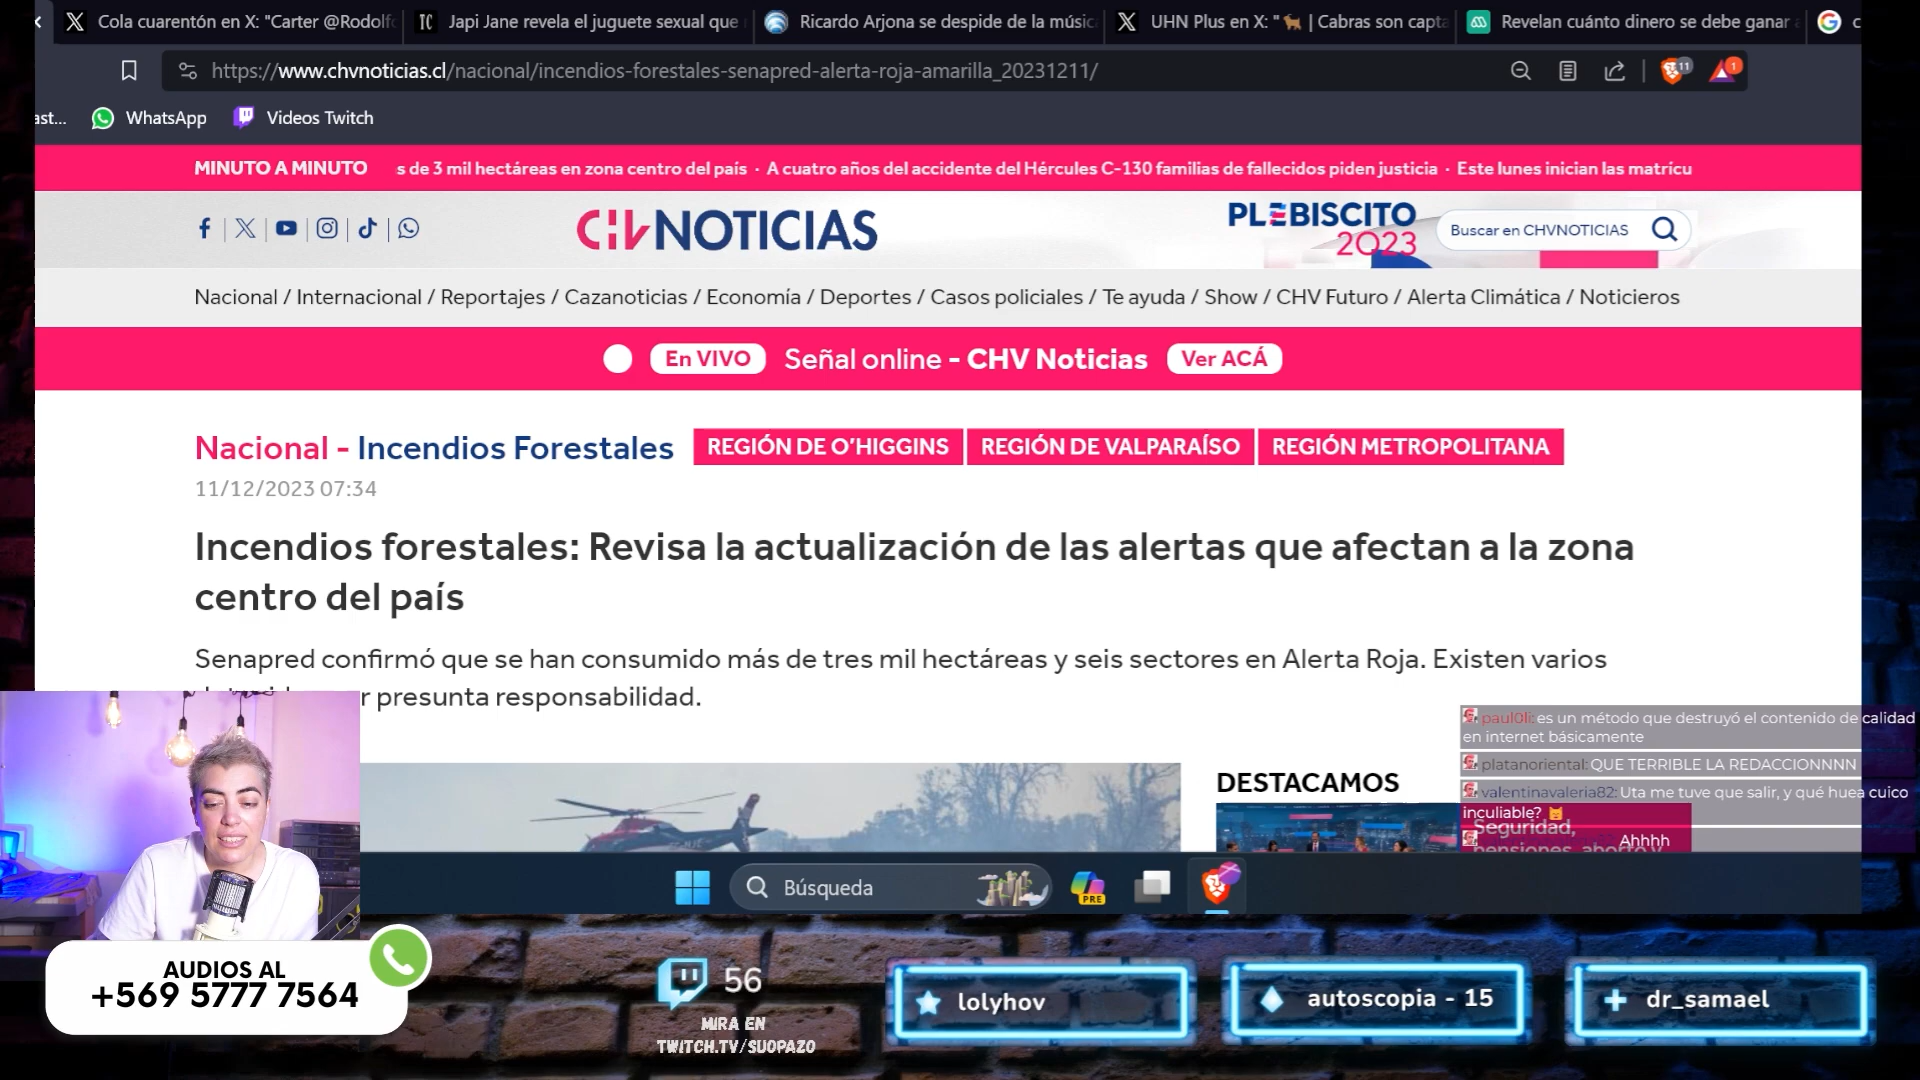 Cola cuarentón en X: "Carter @Rodolf
Japi Jane revela el juguete sexual que
Ricardo Arjona se despide de la músic
UHN Plus en X: "🐈 | Cabras son capta
Revelan cuánto dinero se debe ganar a
https://www.chvnoticias.cl/nacional/incendios-forestales-senapred-alerta-roja-amarilla_20231211/
11
1
ast...
WhatsApp
Videos Twitch
MINUTO A MINUTO
s de 3 mil hectáreas en zona centro del país · A cuatro años del accidente del Hércules C-130 familias de fallecidos piden justicia · Este lunes inician las matrícu
CHVNOTICIAS
PLEBISCITO
2023
Buscar en CHVNOTICIAS
Nacional / Internacional / Reportajes / Cazanoticias / Economía / Deportes / Casos policiales / Te ayuda / Show / CHV Futuro / Alerta Climática / Noticieros
En VIVO Señal online - CHV Noticias Ver ACÁ
Nacional - Incendios Forestales REGIÓN DE O'HIGGINS REGIÓN DE VALPARAÍSO REGIÓN METROPOLITANA
11/12/2023 07:34
Incendios forestales: Revisa la actualización de las alertas que afectan a la zona
centro del país
Senapred confirmó que se han consumido más de tres mil hectáreas y seis sectores en Alerta Roja. Existen varios
r presunta responsabilidad.
DESTACAMOS
paul0li: es un método que destruyó el contenido de calidad
en internet básicamente
platanoriental: QUE TERRIBLE LA REDACCIONNNN
valentinavaleria82: Uta me tuve que salir, y qué huea cuico
inculiable?
Seguridad,
Ahhhh
pensiones, aborto y
Búsqueda
PRE
AUDIOS AL
+569 5777 7564
56
MIRA EN
TWITCH.TV/SUOPAZO
lolyhov
autoscopia - 15
dr_samael